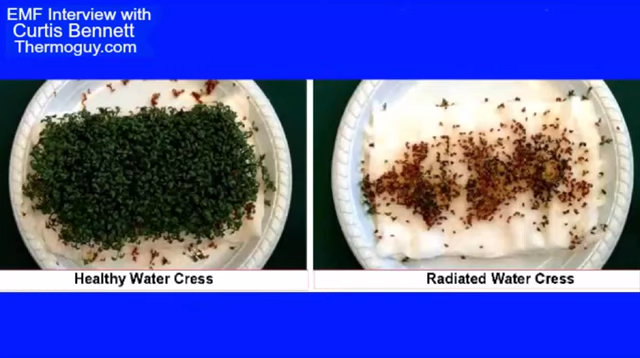 EMF Interview with
Curtis Bennett
Thermoguy.com
Healthy Water Cress
Radiated Water Cress